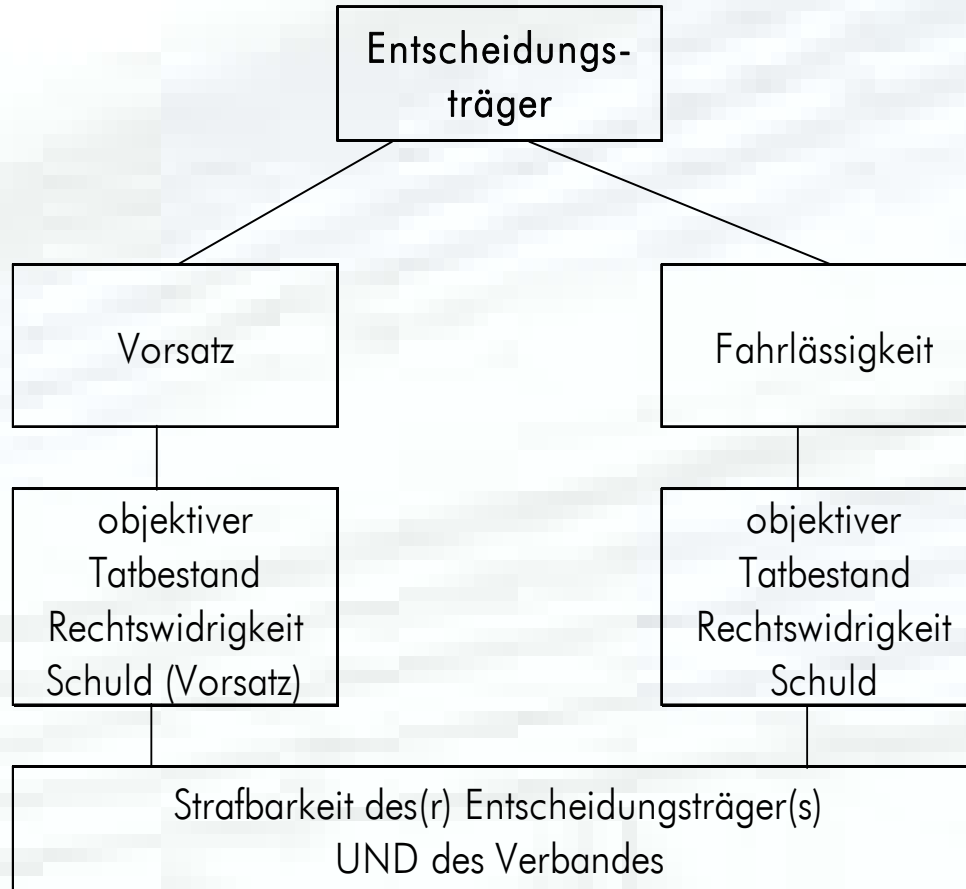 Entscheidungs-
träger
Vorsatz
Fahrlässigkeit
objektiver
Tatbestand
Rechtswidrigkeit
Schuld (Vorsatz)
objektiver
Tatbestand
Rechtswidrigkeit
Schuld
Strafbarkeit des(r) Entscheidungsträger(s)
UND des Verbandes